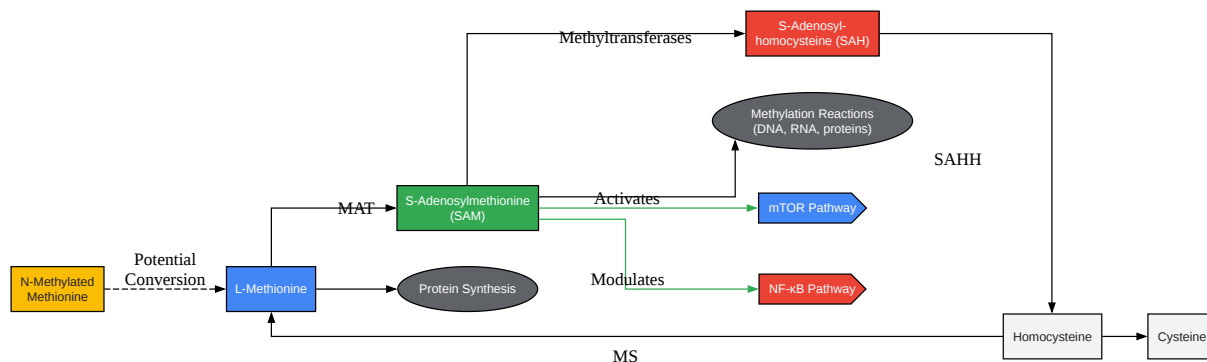 S-Adenosyl-
homocysteine (SAH)
Methyltransferases
Methylation Reactions
(DNA, RNA, proteins)
SAHH
S-Adenosylmethionine
(SAM)
MAT
Activates
mTOR Pathway
Potential
Conversion
N-Methylated
Methionine
L-Methionine
Protein Synthesis
Modulates
NF-κB Pathway
Homocysteine
Cysteine
MS